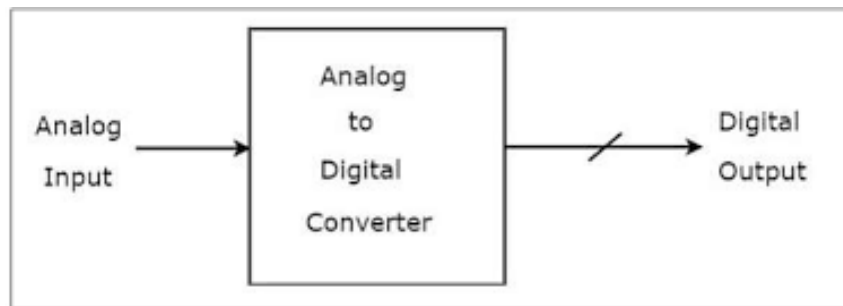 Analog
Input
Analog
to
Digital
Converter
Digital
Output